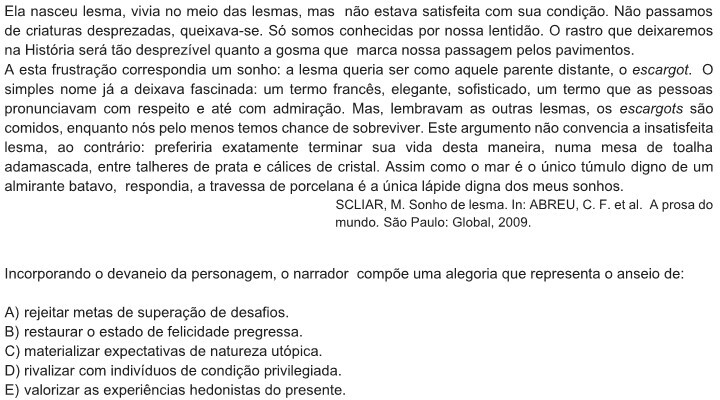 Ela nasceu lesma, vivia no meio das lesmas, mas não estava satisfeita com sua condição. Não passamos
de criaturas desprezadas, queixava-se. Só somos conhecidas por nossa lentidão. O rastro que deixaremos
na História será tão desprezível quanto a gosma que marca nossa passagem pelos pavimentos.
A esta frustração correspondia um sonho: a lesma queria ser como aquele parente distante, o escargot. O
simples nome já a deixava fascinada: um termo francês, elegante, sofisticado, um termo que as pessoas
pronunciavam com respeito e até com admiração. Mas, lembravam as outras lesmas, os escargots são
comidos, enquanto nós pelo menos temos chance de sobreviver. Este argumento não convencia a insatisfeita
lesma, ao contrário: preferiria exatamente terminar sua vida desta maneira, numa mesa de toalha
adamascada, entre talheres de prata e cálices de cristal. Assim como o mar é o único túmulo digno de um
almirante batavo, respondia, a travessa de porcelana é a única lápide digna dos meus sonhos.
SCLIAR, M. Sonho de lesma. In: ABREU, C. F. et al. A prosa do
mundo. São Paulo: Global, 2009.
Incorporando o devaneio da personagem, o narrador compõe uma alegoria que representa o anseio de:
A) rejeitar metas de superação de desafios.
B) restaurar o estado de felicidade pregressa.
C) materializar expectativas de natureza utópica.
D) rivalizar com indivíduos de condição privilegiada.
E) valorizar as experiências hedonistas do presente.